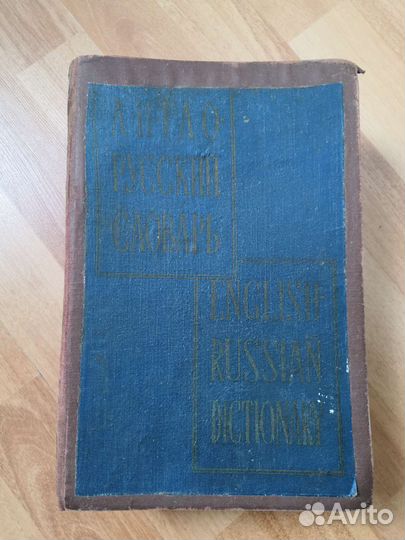 АНГЛО
РУССКИЙ
СЛОВАРЬ
ENGLISH-
RUSSIAN
DICTIONARY
Avito